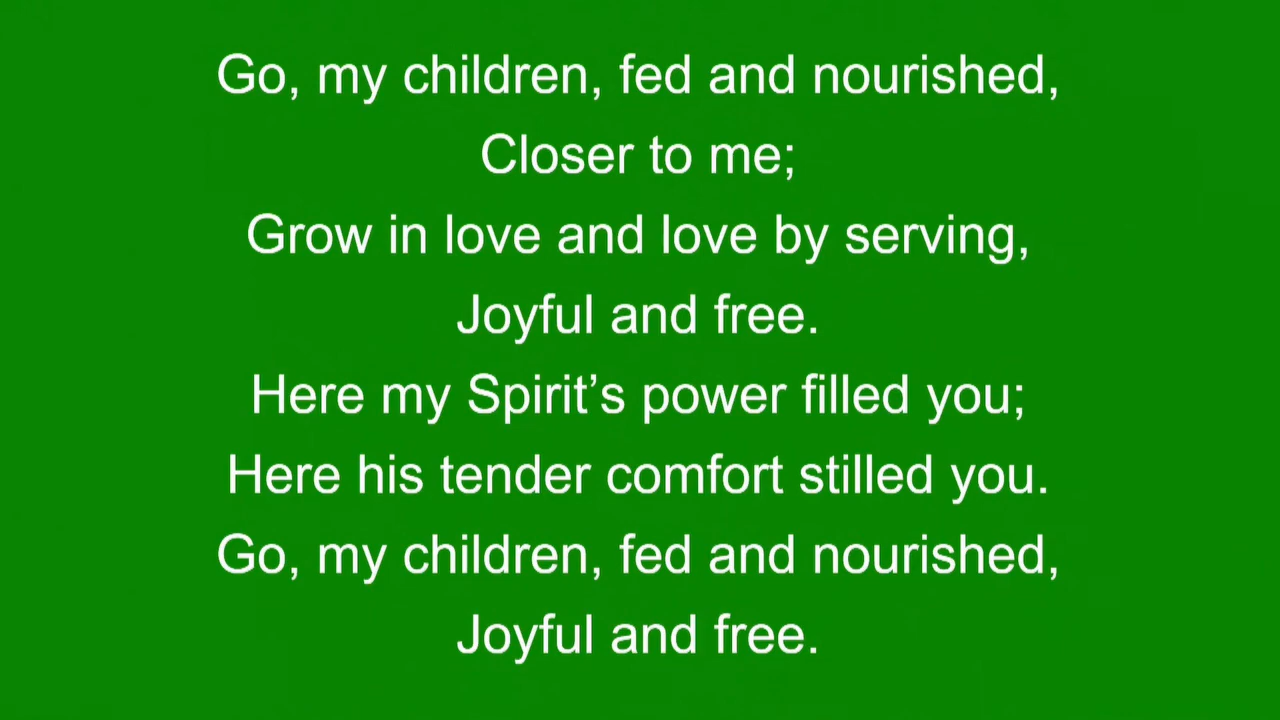 Go, my children, fed and nourished,
Closer to me;
Grow in love and love by serving,
Joyful and free.
Here my Spirit’s power filled you;
Here his tender comfort stilled you.
Go, my children, fed and nourished,
Joyful and free.